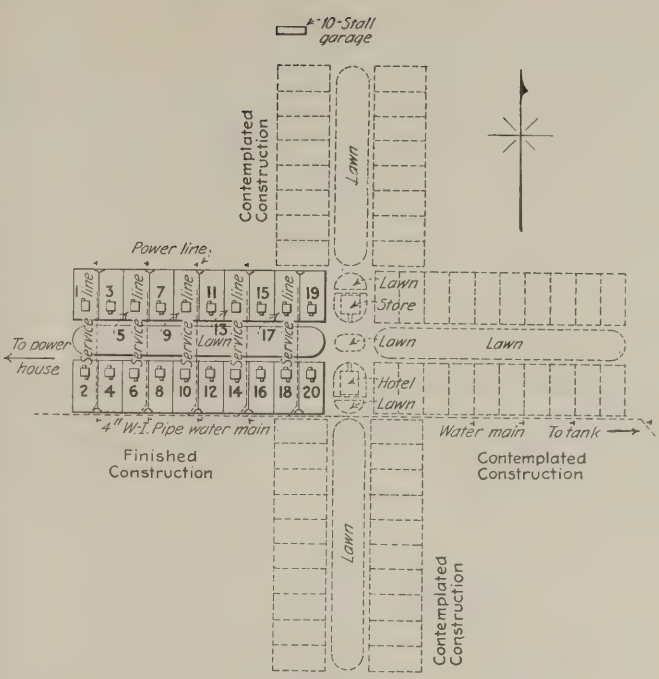 10-Stall
garage
Contemplated
Construction
Lawn
Power line
1 3 7 11 15 19
Service line
Service line
Service line
Service line
Service line
5 9 13 17
Lawn
To power
house
2 4 6 8 10 12 14 16 18 20
4" W.I. Pipe water main
Finished
Construction
Lawn
Store
Lawn
Hotel
Lawn
Lawn
Water main To tank
Contemplated
Construction
Lawn
Contemplated
Construction